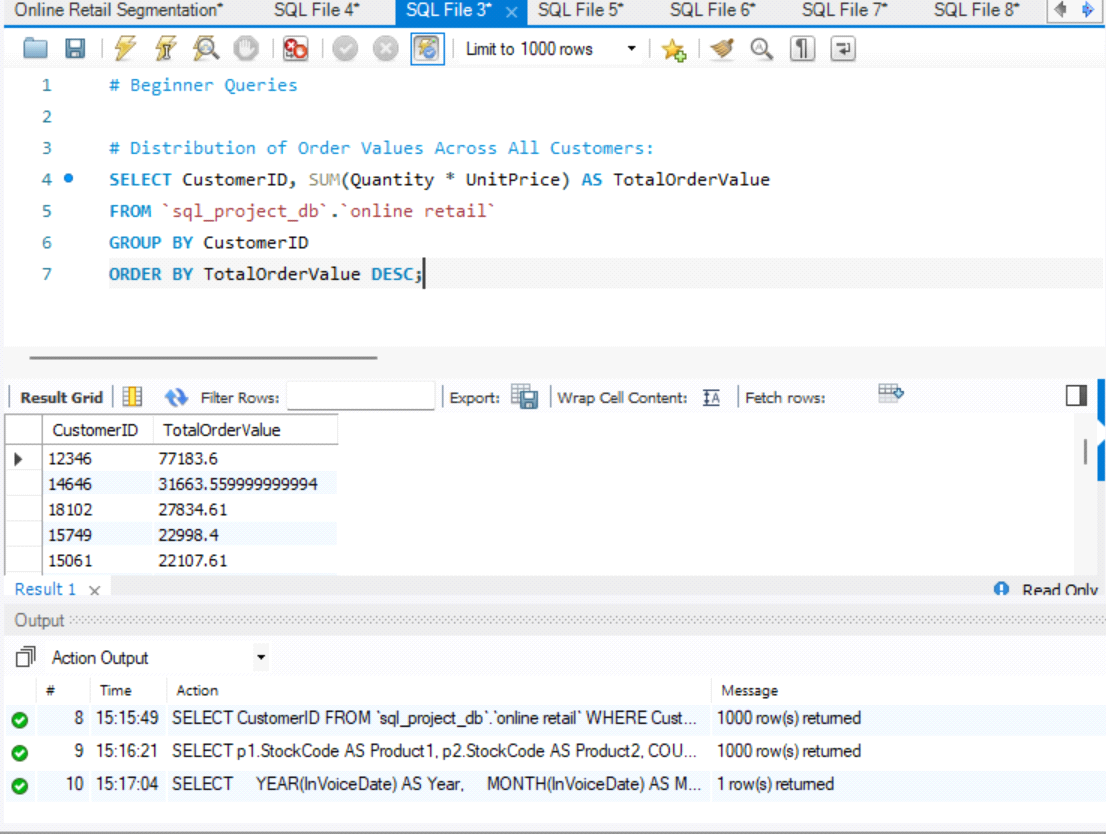 Online Retail Segmentation* SQL File 4* SQL File 3* × SQL File 5* SQL File 6* SQL File 7* SQL File 8*
Limit to 1000 rows
1 # Beginner Queries
2
3 # Distribution of Order Values Across All Customers:
4 SELECT CustomerID, SUM(Quantity * UnitPrice) AS TotalOrderValue
5 FROM `sql_project_db`.`online retail`
6 GROUP BY CustomerID
7 ORDER BY TotalOrderValue DESC;
Result Grid Filter Rows: Export: Wrap Cell Content: IA Fetch rows:
CustomerID TotalOrderValue
12346 77183.6
14646 31663.559999999994
18102 27834.61
15749 22998.4
15061 22107.61
Result 1 × Read Only
Output
Action Output
# Time Action Message
8 15:15:49 SELECT CustomerID FROM `sql_project_db`.`online retail` WHERE Cust... 1000 row(s) returned
9 15:16:21 SELECT p1.StockCode AS Product1, p2.StockCode AS Product2, COU... 1000 row(s) returned
10 15:17:04 SELECT YEAR(InVoiceDate) AS Year, MONTH(InVoiceDate) AS M... 1 row(s) returned